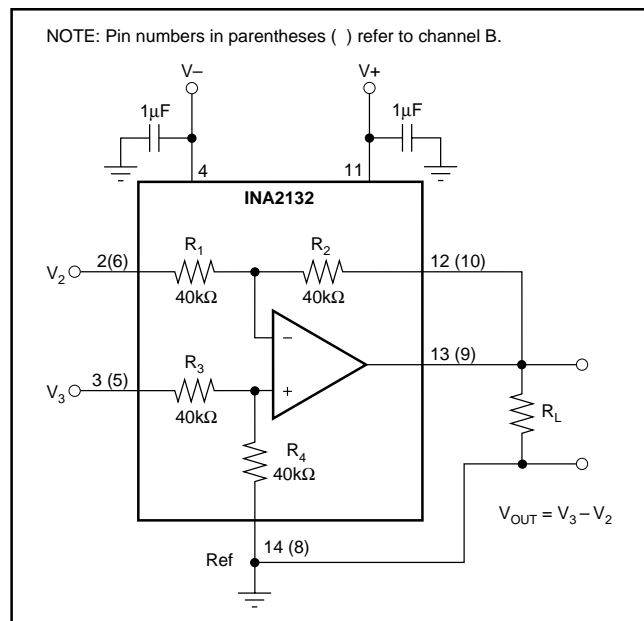 NOTE: Pin numbers in parentheses ( ) refer to channel B.
V–
V+
1µF
1µF
4
11
INA2132
R1
R2
2(6)
12 (10)
V2
40kΩ
40kΩ
–
13 (9)
3 (5)
R3
+
V3
40kΩ
RL
R4
40kΩ
VOUT = V3 – V2
14 (8)
Ref